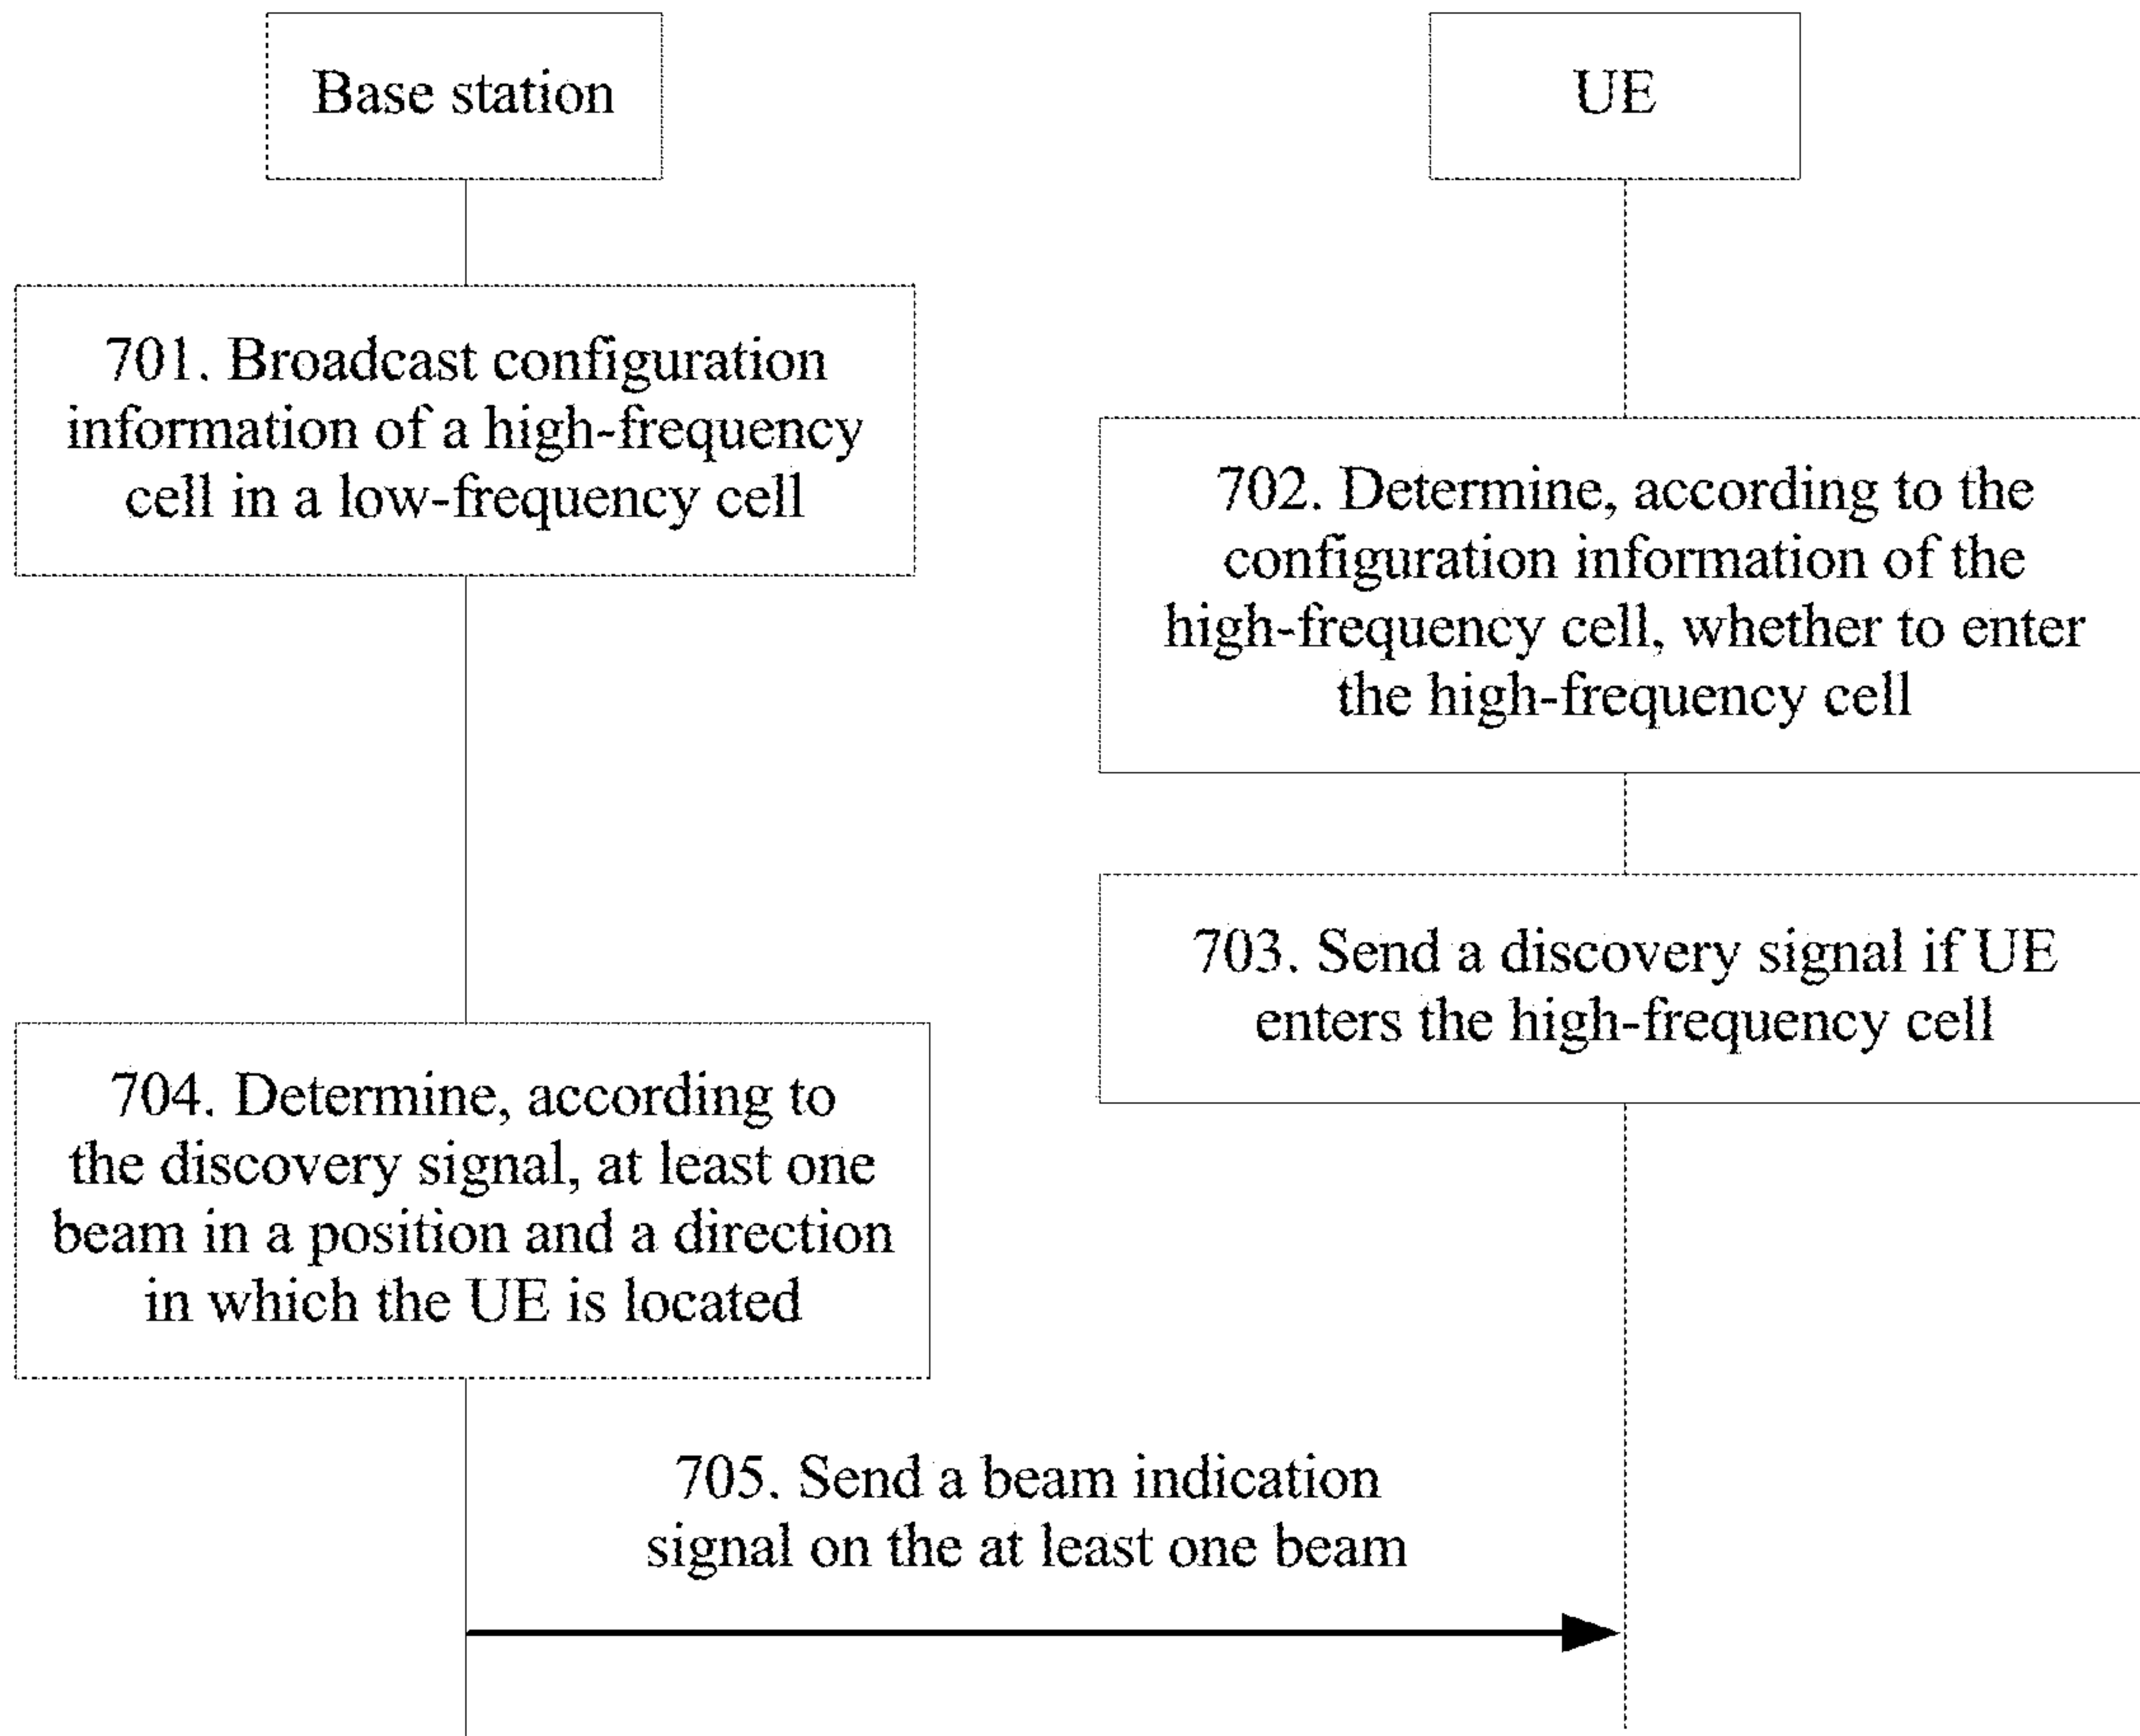 Base station
UE
701. Broadcast configuration
information of a high-frequency
cell in a low-frequency cell
702. Determine, according to the
configuration information of the
high-frequency cell, whether to enter
the high-frequency cell
703. Send a discovery signal if UE
enters the high-frequency cell
704. Determine, according to
the discovery signal, at least one
beam in a position and a direction
in which the UE is located
705. Send a beam indication
signal on the at least one beam